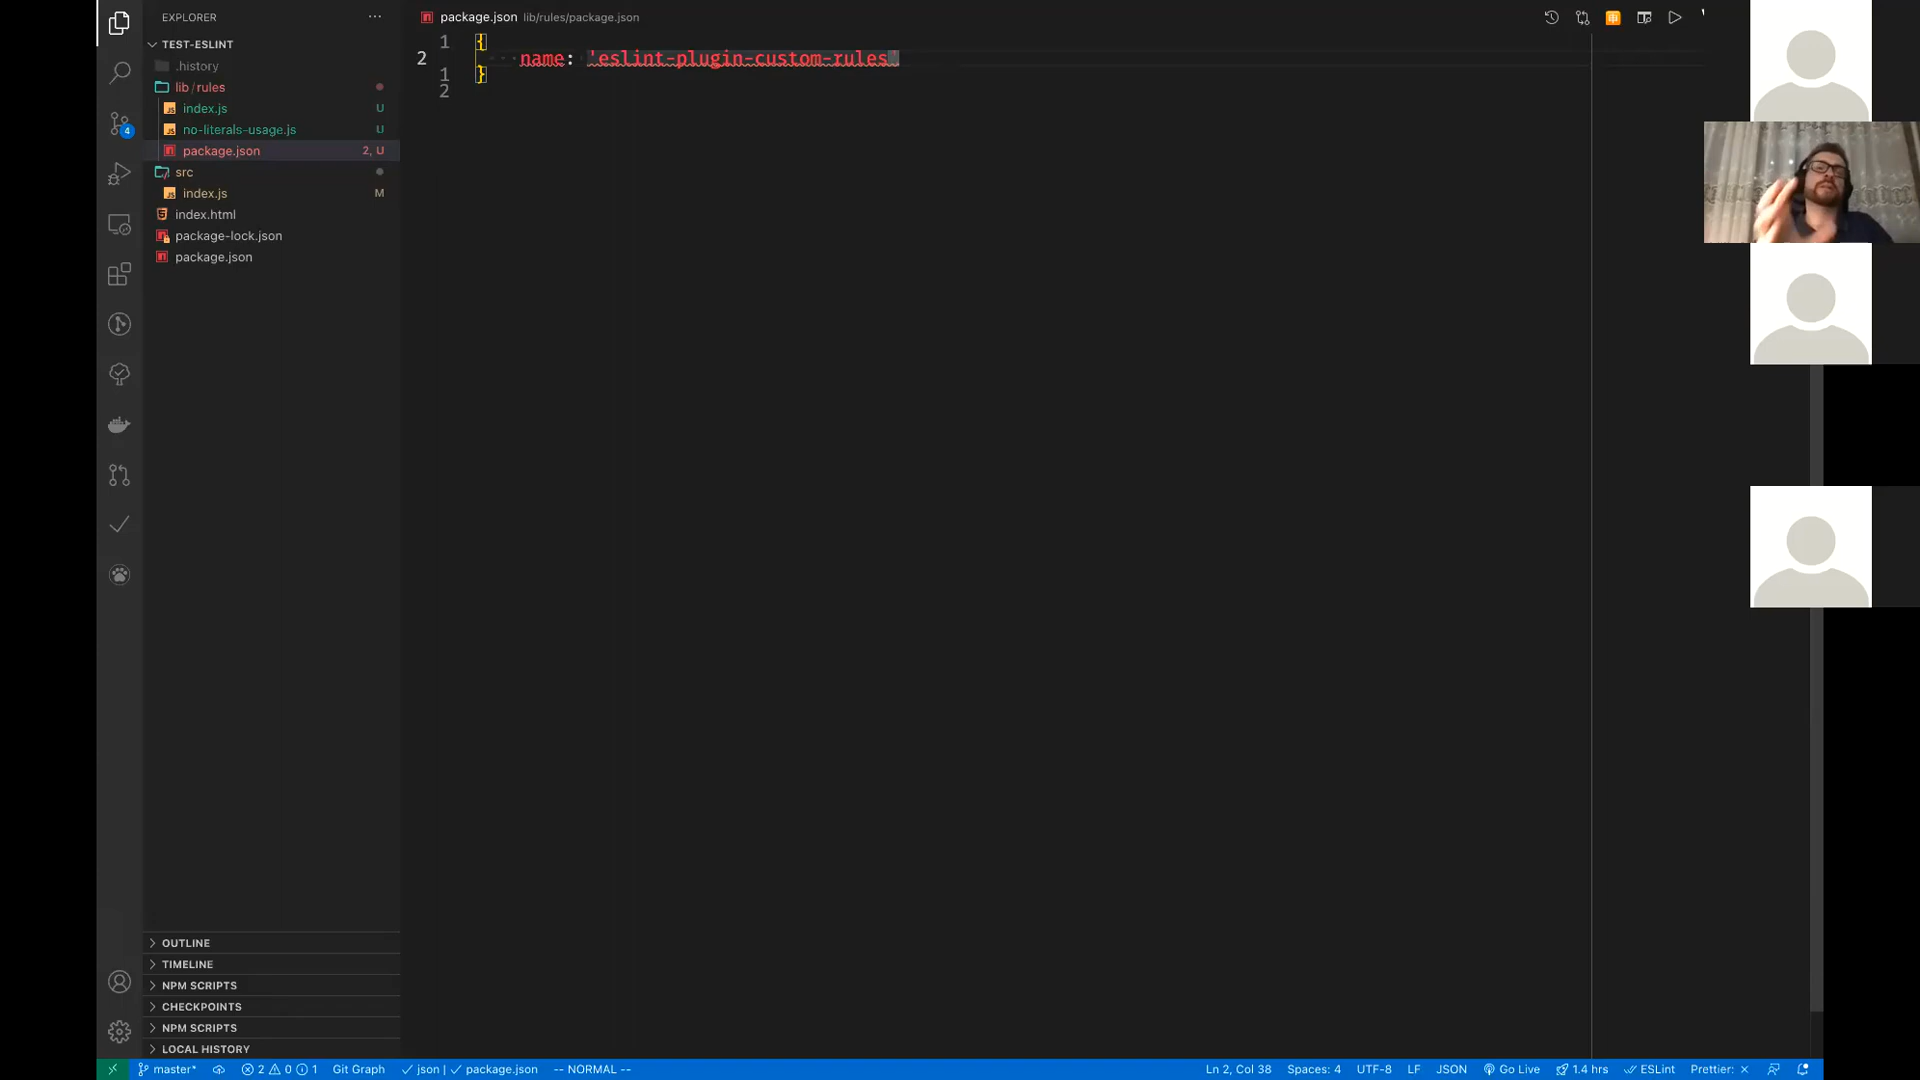 EXPLORER
TEST-ESLINT
.history
lib / rules
index.js U
no-literals-usage.js U
package.json 2, U
src
index.js M
index.html
package-lock.json
package.json
OUTLINE
TIMELINE
NPM SCRIPTS
CHECKPOINTS
NPM SCRIPTS
LOCAL HISTORY
4
package.json lib/rules/package.json
1 {
2 name: 'eslint-plugin-custom-rules'
1 }
2
master* 2 0 1 Git Graph json | package.json -- NORMAL -- Ln 2, Col 38 Spaces: 4 UTF-8 LF JSON Go Live 1.4 hrs ESLint Prettier: ×